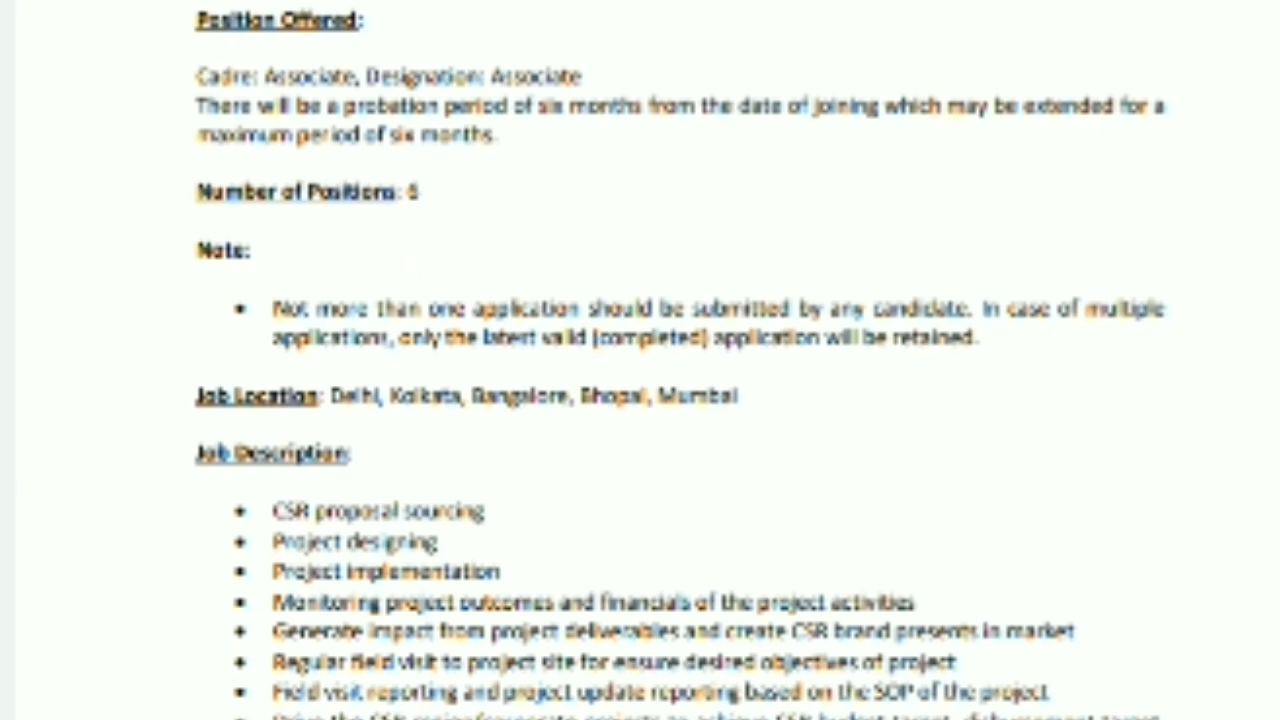 Position Offered:
Cadre: Associate, Designation: Associate
There will be a probation period of six months from the date of joining which may be extended for a
maximum period of six months.
Number of Positions:
Note:
• Not more than one application should be submitted by any candidate. In case of multiple
applications, only the latest valid (completed) application will be retained.
Job Location: Delhi, Kolkata, Bangalore, Bhopal, Mumbai
Job Description:
• CSR proposal sourcing
• Project designing
• Project implementation
• Monitoring project outcomes and financials of the project activities
• Generate impact from project deliverables and create CSR brand presents in market
• Regular field visit to project site for ensure desired objectives of project
• Field visit reporting and project update reporting based on the SOP of the project